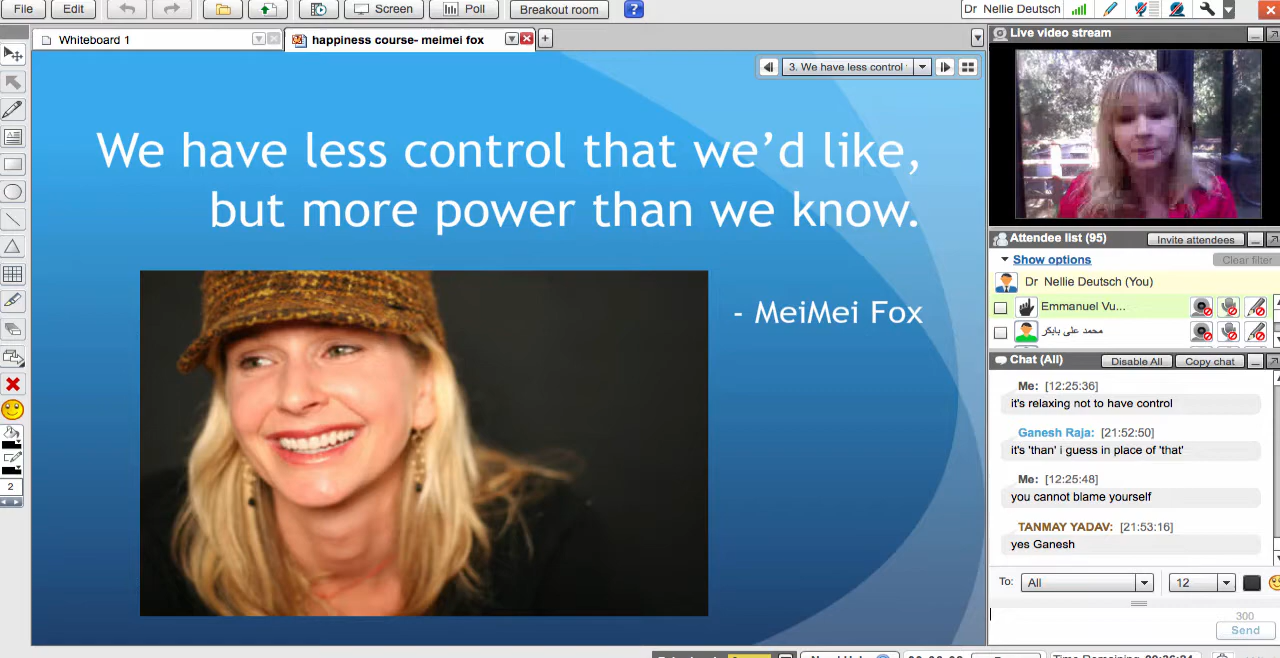 File Edit Screen Poll Breakout room ? Dr Nellie Deutsch
Whiteboard 1
happiness course- meimei fox
3. We have less control
We have less control that we’d like,
but more power than we know.
- MeiMei Fox
2
Live video stream
Attendee list (95) Invite attendees
Show options Clear filter
Dr Nellie Deutsch (You)
Emmanuel Vu...
محمد على بابكر
Chat (All) Disable All Copy chat
Me: [12:25:36]
it's relaxing not to have control
Ganesh Raja: [21:52:50]
it's 'than' i guess in place of 'that'
Me: [12:25:48]
you cannot blame yourself
TANMAY YADAV: [21:53:16]
yes Ganesh
To: All 12
300
Send